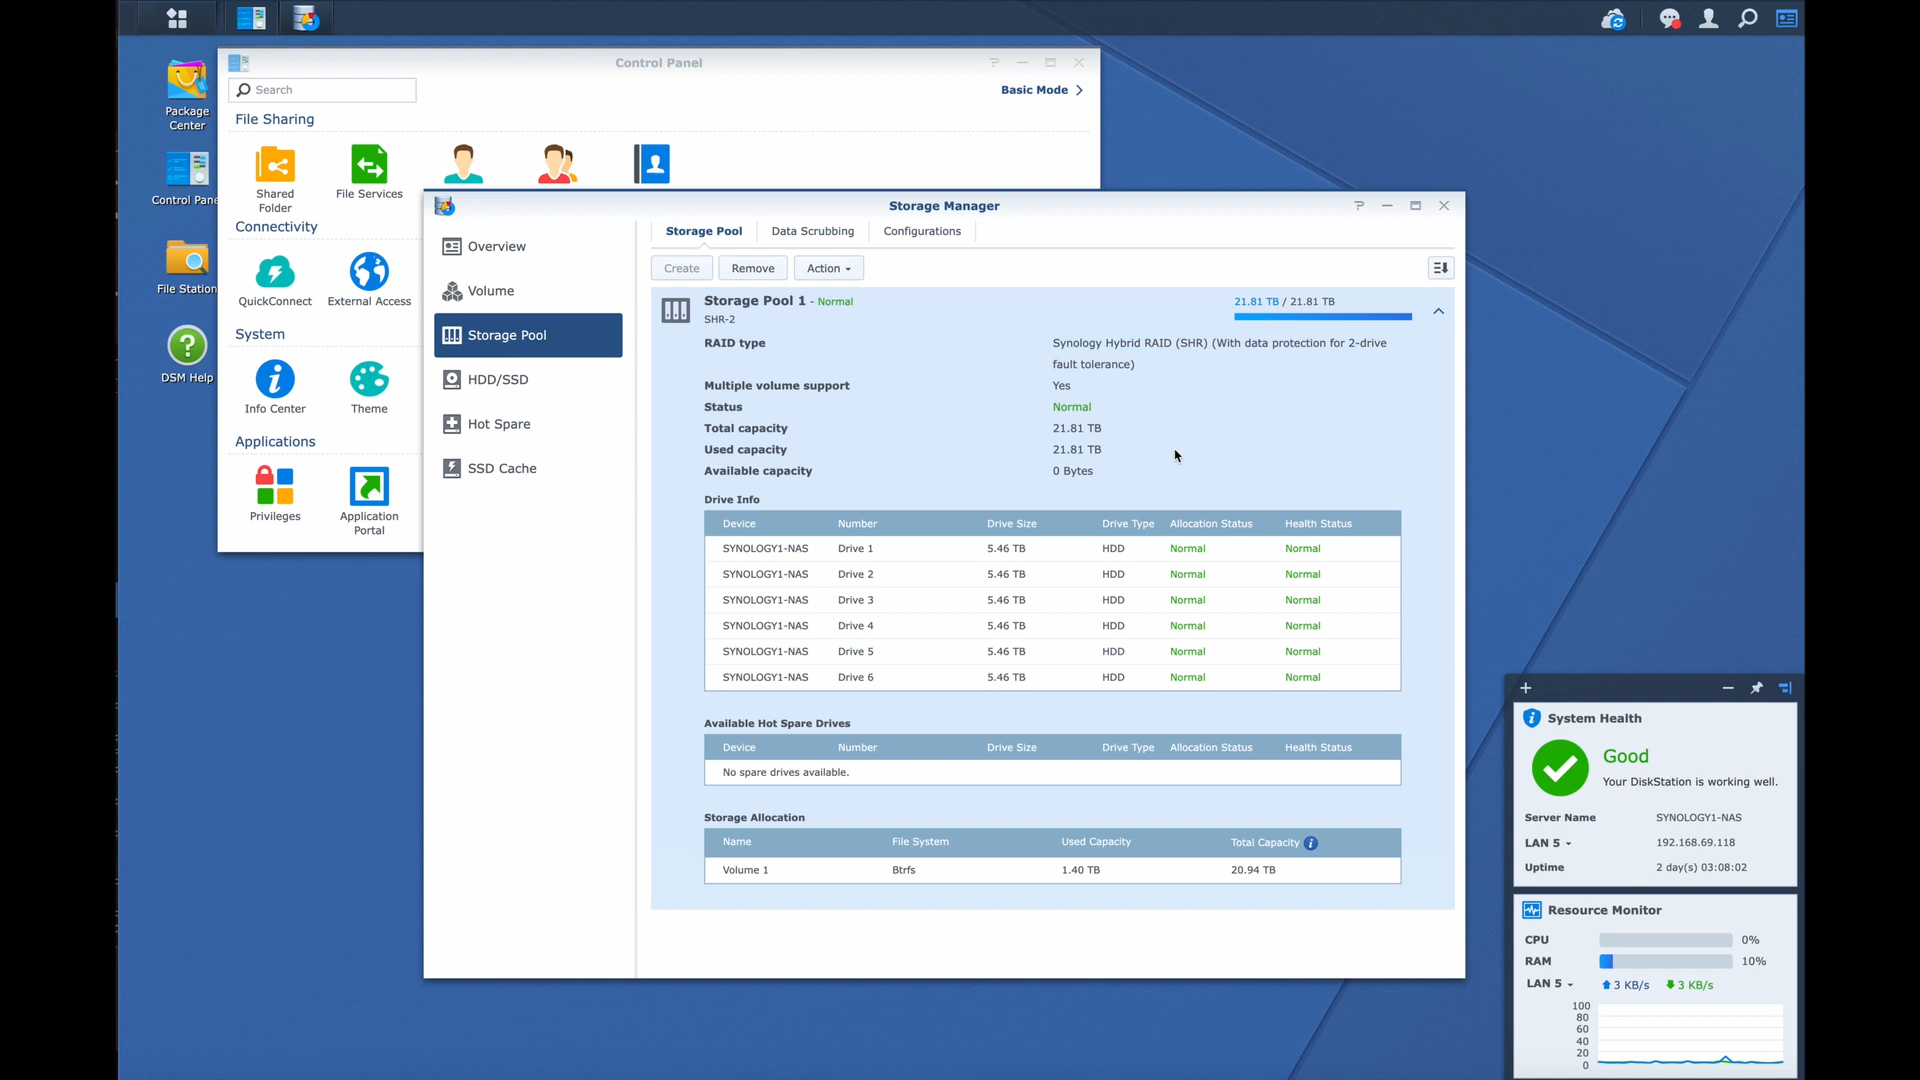 Package
Center
Control Pane
File Station
DSM Help
Control Panel
Search
Basic Mode
File Sharing
Shared
Folder
File Services
Connectivity
QuickConnect
External Access
System
Info Center
Theme
Applications
Privileges
Application
Portal
Storage Manager
Overview
Volume
Storage Pool
HDD/SSD
Hot Spare
SSD Cache
Storage Pool
Data Scrubbing
Configurations
Create
Remove
Action
Storage Pool 1 - Normal
SHR-2
21.81 TB / 21.81 TB
RAID type Synology Hybrid RAID (SHR) (With data protection for 2-drive
fault tolerance)
Multiple volume support Yes
Status Normal
Total capacity 21.81 TB
Used capacity 21.81 TB
Available capacity 0 Bytes
Drive Info
Device Number Drive Size Drive Type Allocation Status Health Status
SYNOLOGY1-NAS Drive 1 5.46 TB HDD Normal Normal
SYNOLOGY1-NAS Drive 2 5.46 TB HDD Normal Normal
SYNOLOGY1-NAS Drive 3 5.46 TB HDD Normal Normal
SYNOLOGY1-NAS Drive 4 5.46 TB HDD Normal Normal
SYNOLOGY1-NAS Drive 5 5.46 TB HDD Normal Normal
SYNOLOGY1-NAS Drive 6 5.46 TB HDD Normal Normal
Available Hot Spare Drives
Device Number Drive Size Drive Type Allocation Status Health Status
No spare drives available.
Storage Allocation
Name File System Used Capacity Total Capacity
Volume 1 Btrfs 1.40 TB 20.94 TB
System Health
Good
Your DiskStation is working well.
Server Name SYNOLOGY1-NAS
LAN 5 192.168.69.118
Uptime 2 day(s) 03:08:02
Resource Monitor
CPU 0%
RAM 10%
LAN 5 3 KB/s 3 KB/s
100
80
60
40
20
0